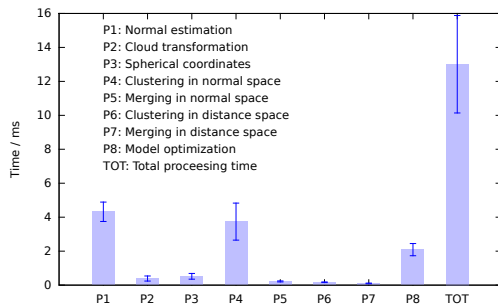 16
14
12
10
8
6
4
2
0
Time / ms
P1: Normal estimation
P2: Cloud transformation
P3: Spherical coordinates
P4: Clustering in normal space
P5: Merging in normal space
P6: Clustering in distance space
P7: Merging in distance space
P8: Model optimization
TOT: Total proceesing time
P1 P2 P3 P4 P5 P6 P7 P8 TOT